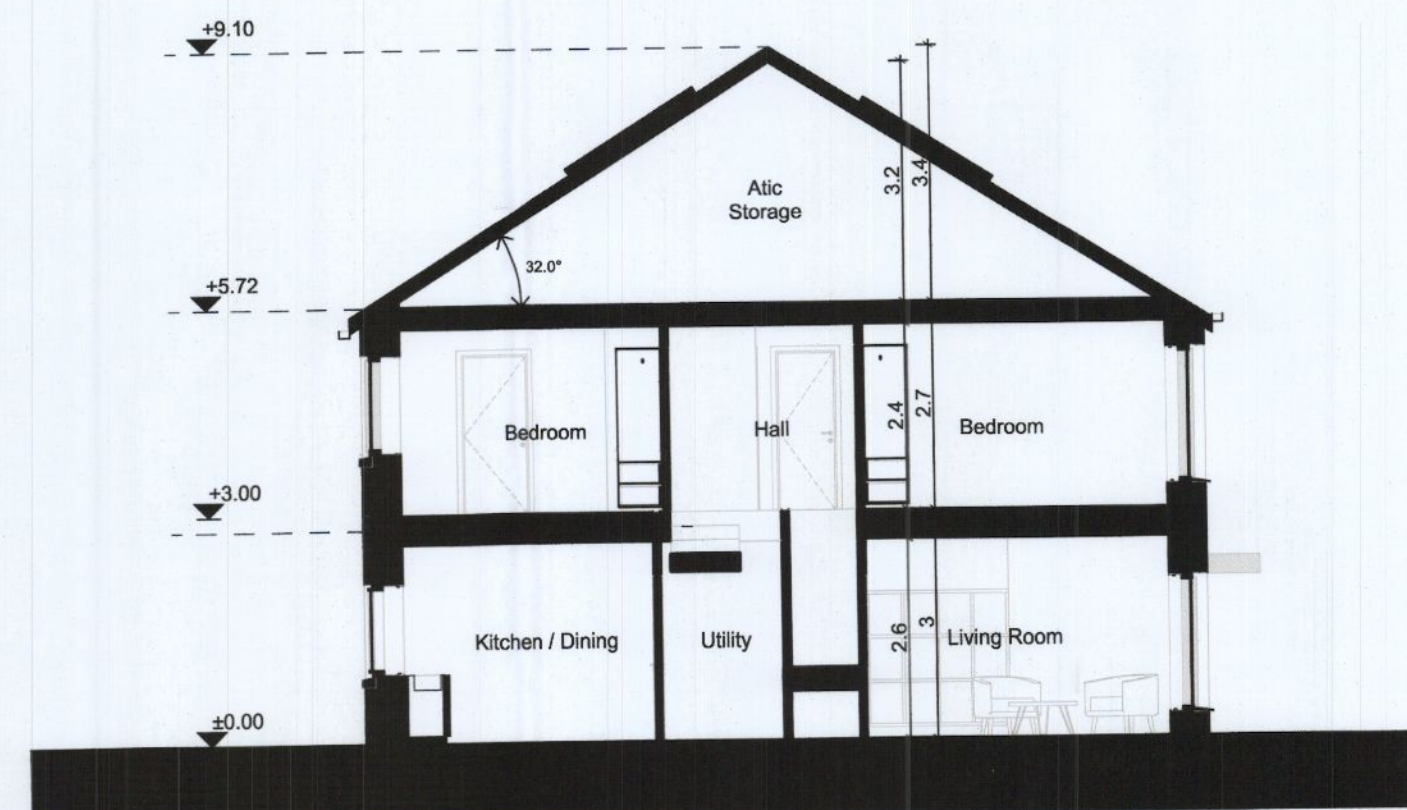 +9.10
3.2
3.4
Atic
Storage
32.0°
+5.72
2.4
2.7
Bedroom
Hall
Bedroom
+3.00
2.6
3
Kitchen / Dining
Utility
Living Room
±0.00